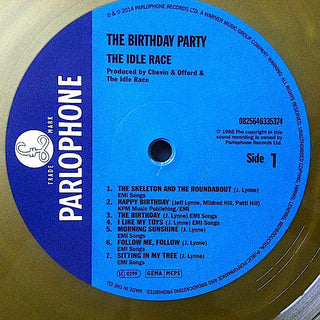 ℗ & © 2014 PARLOPHONE RECORDS LTD, A WARNER MUSIC GROUP COMPANY.
THE BIRTHDAY PARTY
THE IDLE RACE
Produced by Chevin & Offord &
The Idle Race
0825646335374
℗ 1968 The copyright in this
sound recording is owned by
Parlophone Records Ltd.
Side 1
TRADE MARK
PARLOPHONE
1. THE SKELETON AND THE ROUNDABOUT (J. Lynne)
EMI Songs
2. HAPPY BIRTHDAY (Jeff Lynne, Mildred Hill, Patti Hill)
KPM Music Publishing/EMI
3. THE BIRTHDAY (J. Lynne) EMI Songs
4. I LIKE MY TOYS (J. Lynne) EMI Songs
5. MORNING SUNSHINE (J. Lynne)
EMI Songs
6. FOLLOW ME, FOLLOW (J. Lynne)
EMI Songs
7. SITTING IN MY TREE (J. Lynne)
EMI Songs
LC 0299 GEMA MCPS